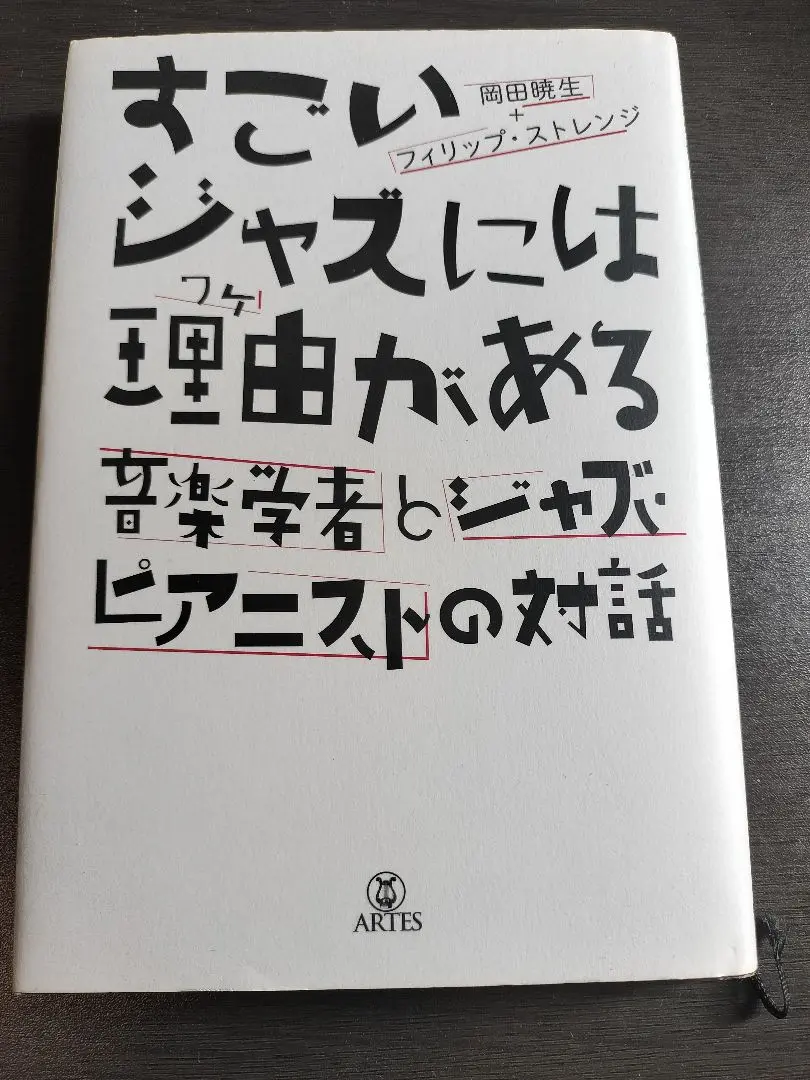 すごい
岡田暁生
+
フィリップ・ストレンジ
ジャズには
ワケ
理由がある
音楽学者とジャズ・
ピアニストの対話
ARTES